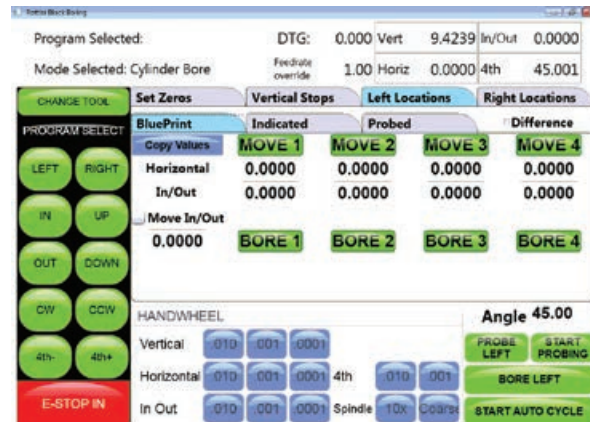 Rottler Block Boring
Program Selected: DTG: 0.000 Vert 9.4239 In/Out 0.0000
Mode Selected: Cylinder Bore Feedrate override 1.00 Horiz 0.0000 4th 45.001
CHANGE TOOL Set Zeros Vertical Stops Left Locations Right Locations
PROGRAM SELECT BluePrint Indicated Probed Difference
Copy Values MOVE 1 MOVE 2 MOVE 3 MOVE 4
LEFT RIGHT Horizontal 0.0000 0.0000 0.0000 0.0000
In/Out 0.0000 0.0000 0.0000 0.0000
IN UP Move In/Out
0.0000 BORE 1 BORE 2 BORE 3 BORE 4
OUT DOWN
CW CCW HANDWHEEL Angle 45.00
Vertical .010 .001 .0001 PROBE LEFT START PROBING
4th- 4th+ Horizontal .010 .001 .0001 4th .010 .001 BORE LEFT
E-STOP IN In Out .010 .001 .0001 Spindle 10x Coarse START AUTO CYCLE